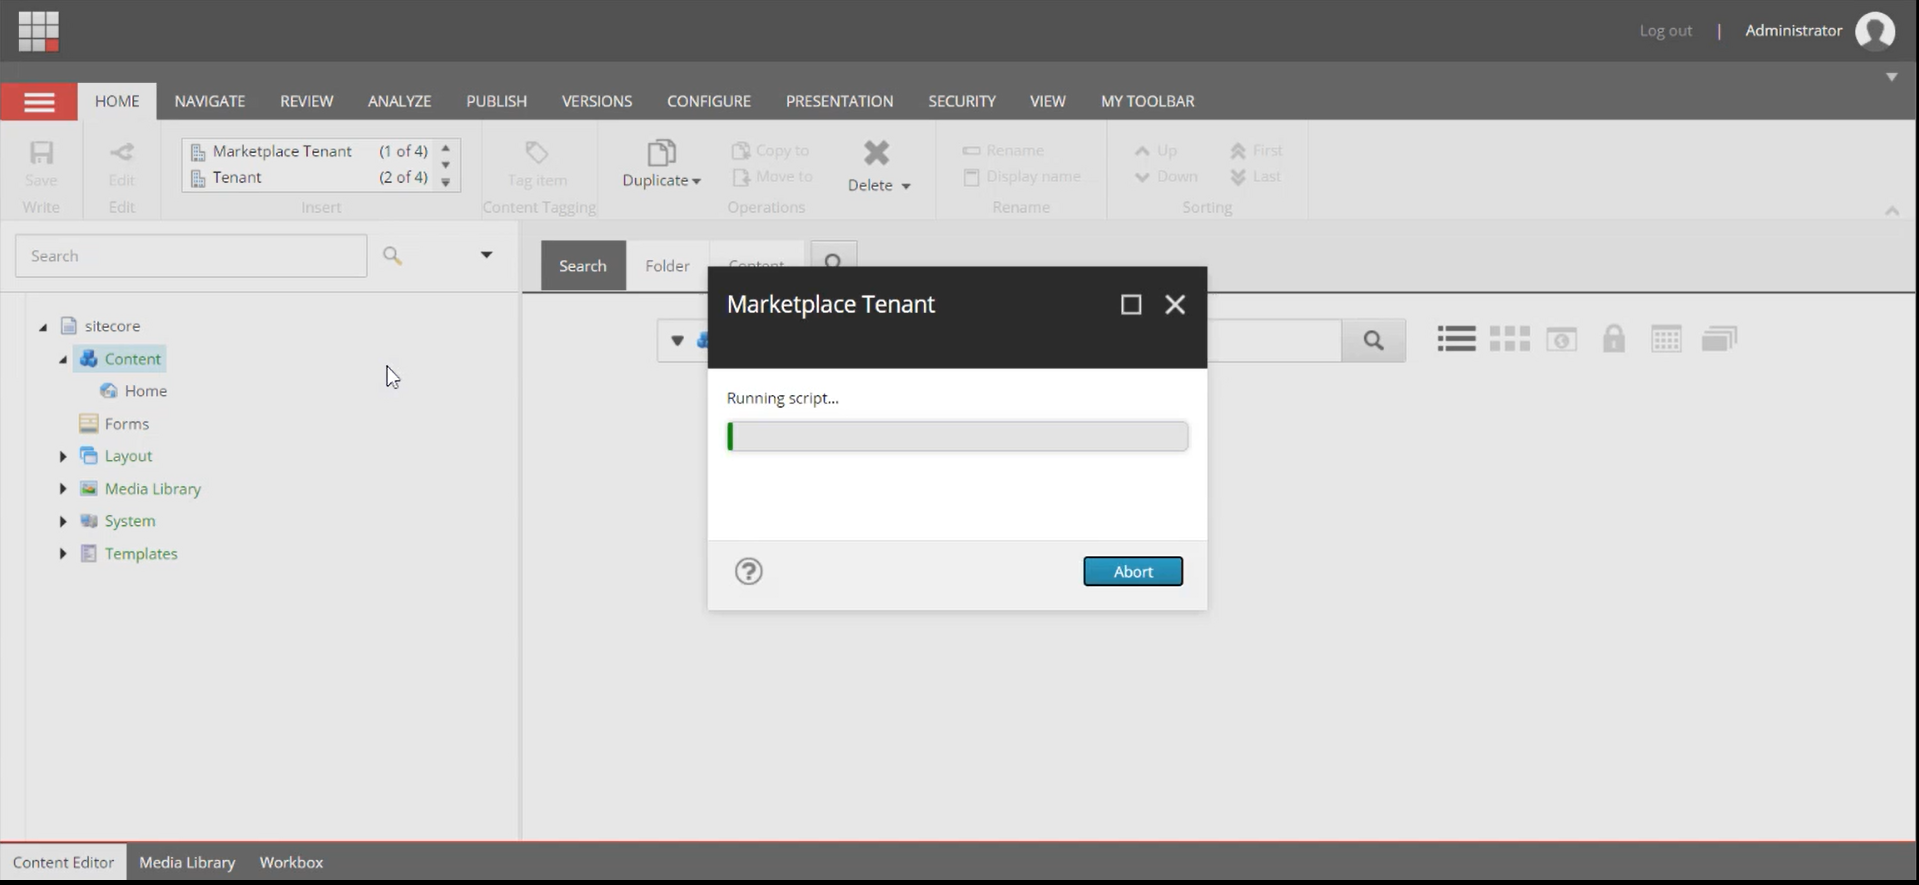 Log out | Administrator
HOME NAVIGATE REVIEW ANALYZE PUBLISH VERSIONS CONFIGURE PRESENTATION SECURITY VIEW MY TOOLBAR
Save
Write
Edit
Edit
Marketplace Tenant (1 of 4)
Tenant (2 of 4)
Insert
Tag item
Content Tagging
Duplicate
Copy to
Move to
Operations
Delete
Rename
Display name
Rename
Up
Down
First
Last
Sorting
Search
Search
Folder
Content
sitecore
Content
Home
Forms
Layout
Media Library
System
Templates
Marketplace Tenant
Running script...
Abort
Content Editor Media Library Workbox